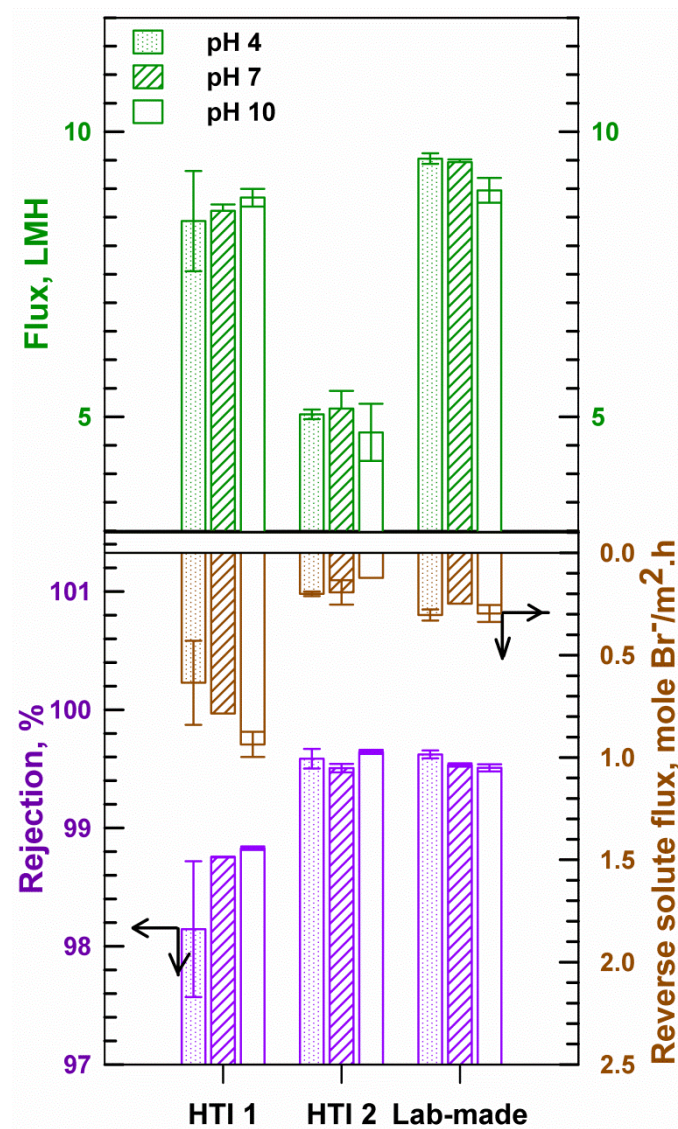 pH 4
pH 7
pH 10
10
10
Flux, LMH
5
5
0.0
101
0.5
100
1.0
99
1.5
98
2.0
97
2.5
Rejection, %
Reverse solute flux, mole Br⁻/m².h
HTI 1 HTI 2 Lab-made